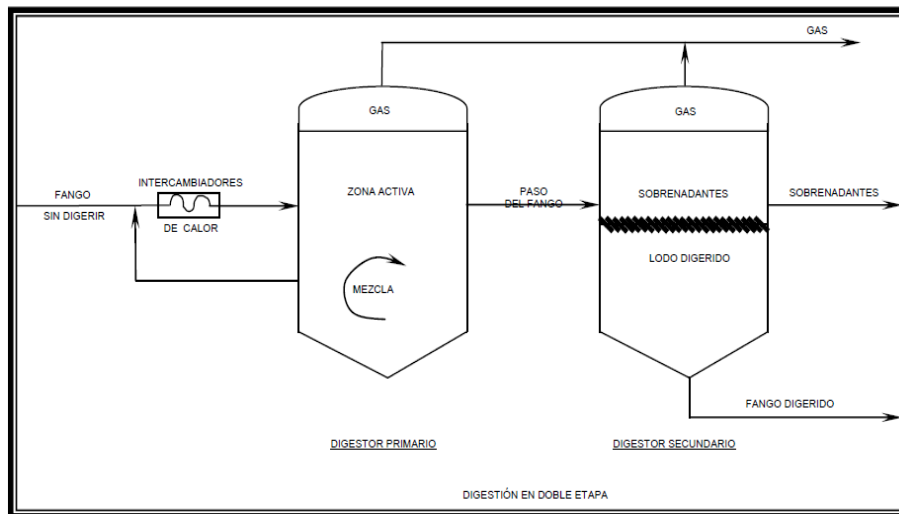 GAS
GAS
GAS
INTERCAMBIADORES
FANGO
ZONA ACTIVA
PASO
DEL FANGO
SOBRENADANTES
SOBRENADANTES
SIN DIGERIR
DE CALOR
LODO DIGERIDO
MEZCLA
FANGO DIGERIDO
DIGESTOR PRIMARIO
DIGESTOR SECUNDARIO
DIGESTIÓN EN DOBLE ETAPA